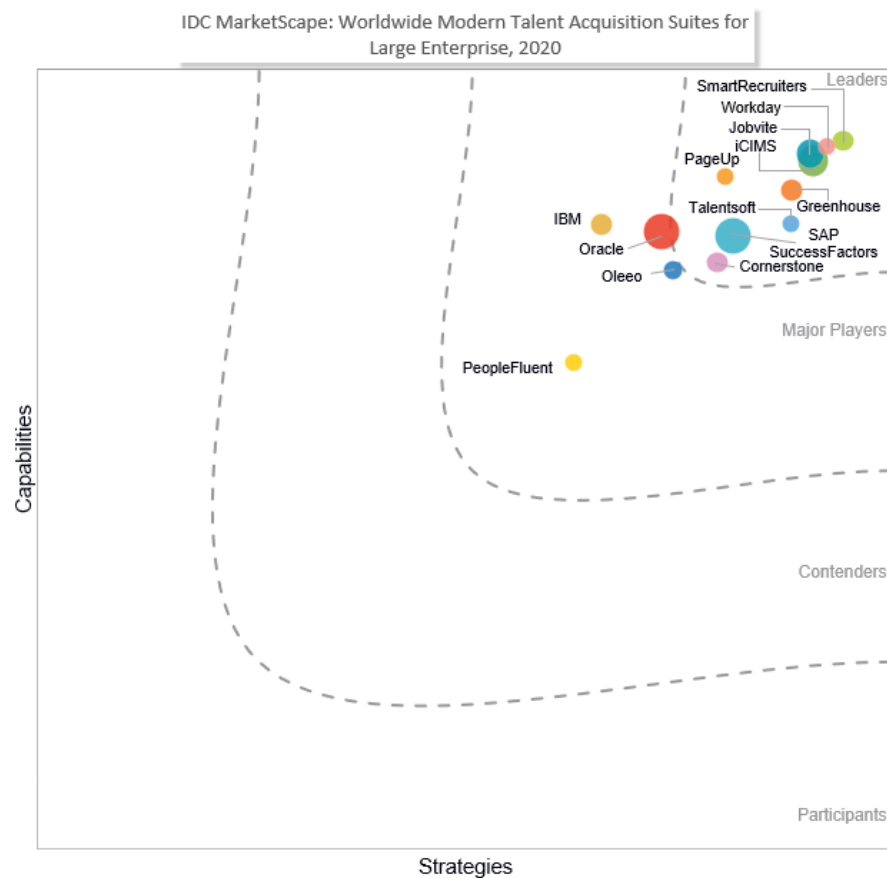 IDC MarketScape: Worldwide Modern Talent Acquisition Suites for
Large Enterprise, 2020
Leaders
SmartRecruiters
Workday
Jobvite
iCIMS
PageUp
Greenhouse
Talentsoft
IBM
SAP
SuccessFactors
Oracle
Cornerstone
Oleeo
Major Players
PeopleFluent
Capabilities
Contenders
Participants
Strategies